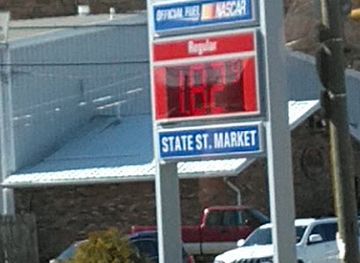 OFFICIAL FUEL NASCAR
Regular
STATE ST. MARKET